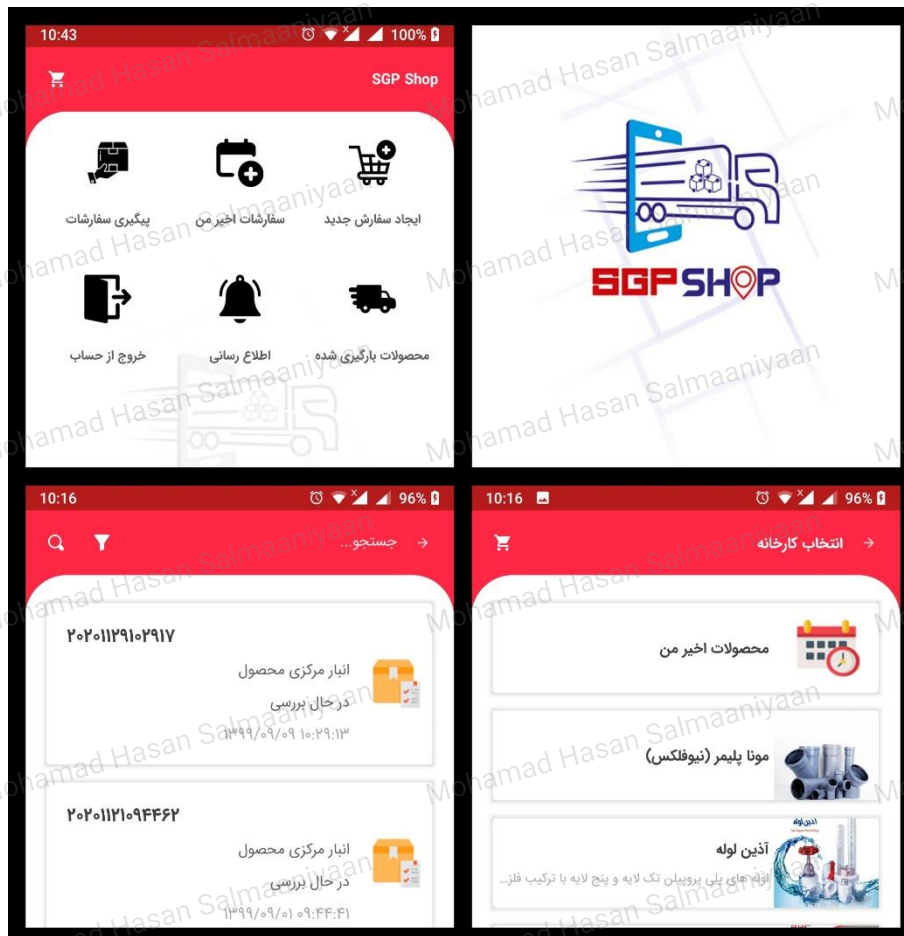 10:43
100%
SGP Shop
ایجاد سفارش جدید
سفارشات اخیر من
پیگیری سفارشات
محصولات بارگیری شده
اطلاع رسانی
خروج از حساب
SGP SHOP
10:16
96%
جستجو...
۲۰۲۰۱۱۲۹۱۰۲۹۱۷
انبار مرکزی محصول
در حال بررسی
۱۳۹۹/۰۹/۰۹ ۱۰:۲۹:۱۳
۲۰۲۰۱۱۲۱۰۹۴۴۶۲
انبار مرکزی محصول
در حال بررسی
۱۳۹۹/۰۹/۰۱ ۰۹:۴۴:۴۱
10:16
96%
انتخاب کارخانه
محصولات اخیر من
مونا پلیمر (نیوفلکس)
آذین لوله
آذین لوله
لوله های پلی پروپیلن تک لایه و پنج لایه با ترکیب فلز...
Mohamad Hasan Salmaaniyaan